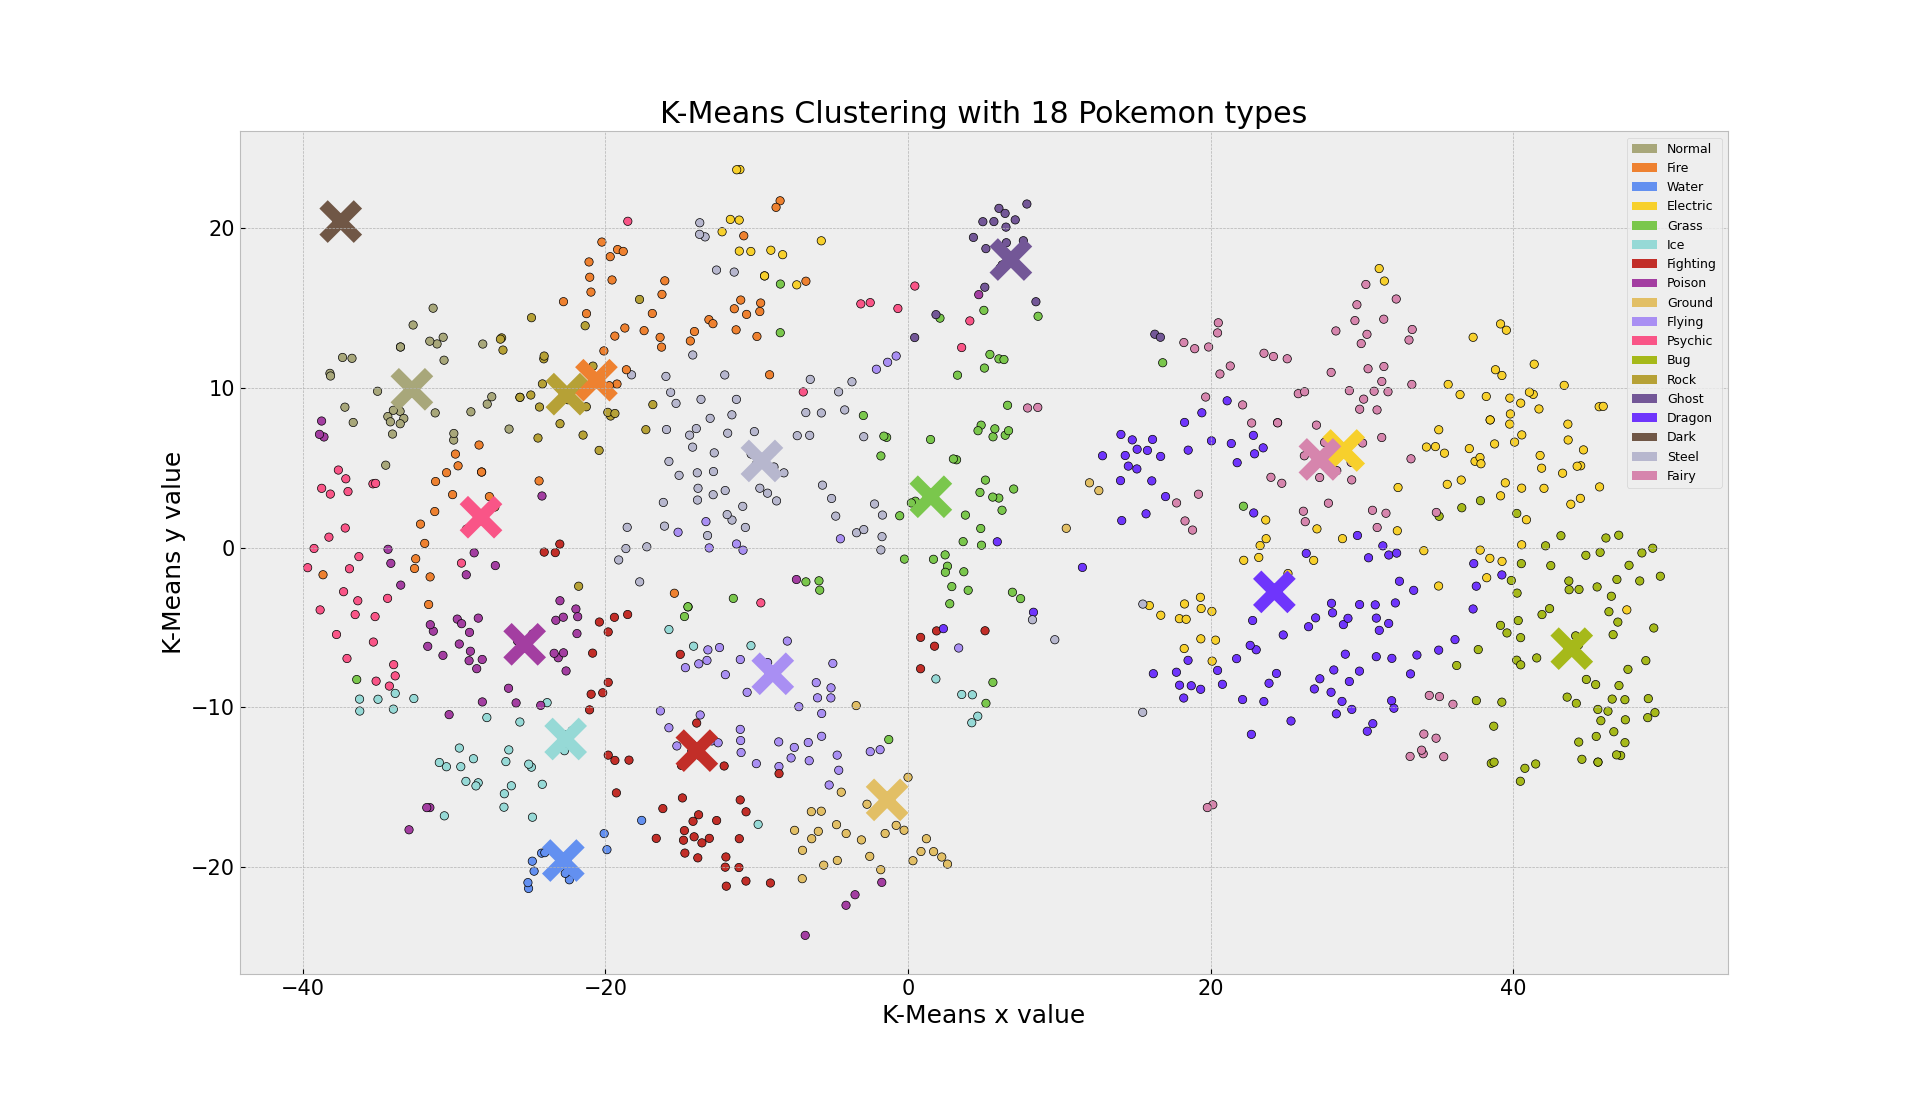 K-Means Clustering with 18 Pokemon types
Normal
Fire
Water
Electric
Grass
Ice
Fighting
Poison
Ground
Flying
Psychic
Bug
Rock
Ghost
Dragon
Dark
Steel
Fairy
K-Means y value
20
10
0
−10
−20
−40
−20
0
20
40
K-Means x value